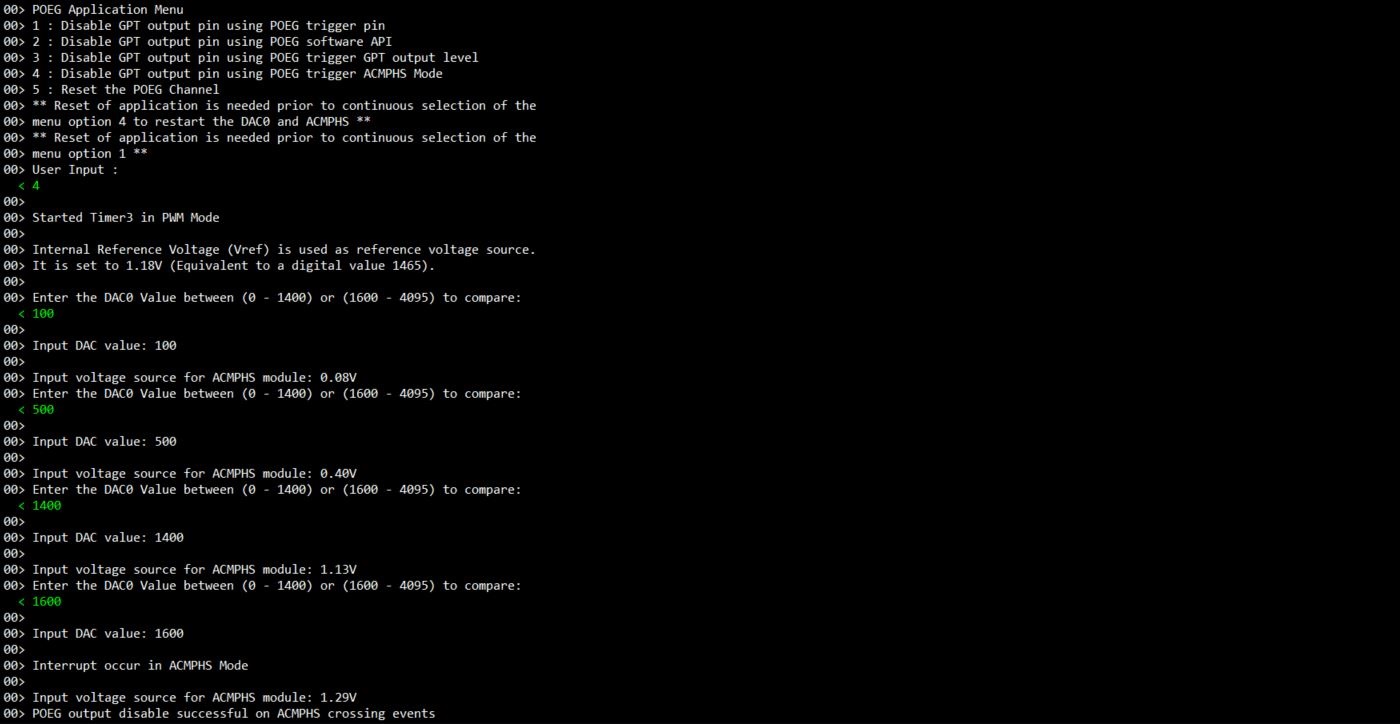 00> POEG Application Menu
00> 1 : Disable GPT output pin using POEG trigger pin
00> 2 : Disable GPT output pin using POEG software API
00> 3 : Disable GPT output pin using POEG trigger GPT output level
00> 4 : Disable GPT output pin using POEG trigger ACMPHS Mode
00> 5 : Reset the POEG Channel
00> ** Reset of application is needed prior to continuous selection of the
00> menu option 4 to restart the DAC0 and ACMPHS **
00> ** Reset of application is needed prior to continuous selection of the
00> menu option 1 **
00> User Input :
< 4
00>
00> Started Timer3 in PWM Mode
00>
00> Internal Reference Voltage (Vref) is used as reference voltage source.
00> It is set to 1.18V (Equivalent to a digital value 1465).
00>
00> Enter the DAC0 Value between (0 - 1400) or (1600 - 4095) to compare:
< 100
00>
00> Input DAC value: 100
00>
00> Input voltage source for ACMPHS module: 0.08V
00> Enter the DAC0 Value between (0 - 1400) or (1600 - 4095) to compare:
< 500
00>
00> Input DAC value: 500
00>
00> Input voltage source for ACMPHS module: 0.40V
00> Enter the DAC0 Value between (0 - 1400) or (1600 - 4095) to compare:
< 1400
00>
00> Input DAC value: 1400
00>
00> Input voltage source for ACMPHS module: 1.13V
00> Enter the DAC0 Value between (0 - 1400) or (1600 - 4095) to compare:
< 1600
00>
00> Input DAC value: 1600
00>
00> Interrupt occur in ACMPHS Mode
00>
00> Input voltage source for ACMPHS module: 1.29V
00> POEG output disable successful on ACMPHS crossing events